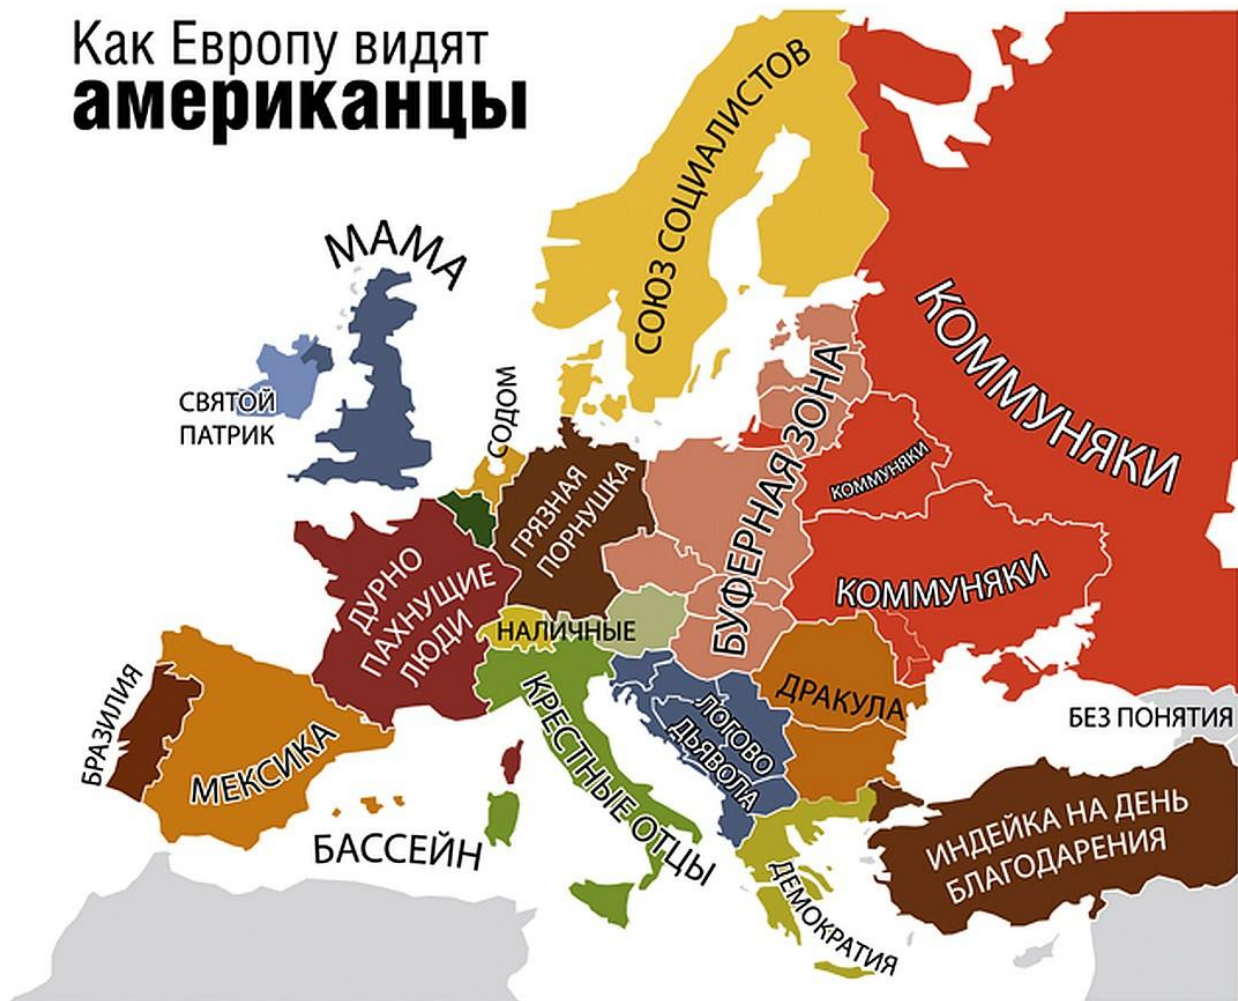 Как Европу видят
американцы
МАМА
СВЯТОЙ
ПАТРИК
СОДОМ
СОЮЗ СОЦИАЛИСТОВ
КОММУНЯКИ
БУФЕРНАЯ ЗОНА
КОММУНЯКИ
КОММУНЯКИ
ГРЯЗНАЯ
ПОРНУШКА
ДУРНО
ПАХНУЩИЕ
ЛЮДИ
НАЛИЧНЫЕ
БРАЗИЛИЯ
МЕКСИКА
БАССЕЙН
КРЕСТНЫЕ ОТЦЫ
ЛОГОВО
ДЬЯВОЛА
ДРАКУЛА
БЕЗ ПОНЯТИЯ
ДЕМОКРАТИЯ
ИНДЕЙКА НА ДЕНЬ
БЛАГОДАРЕНИЯ